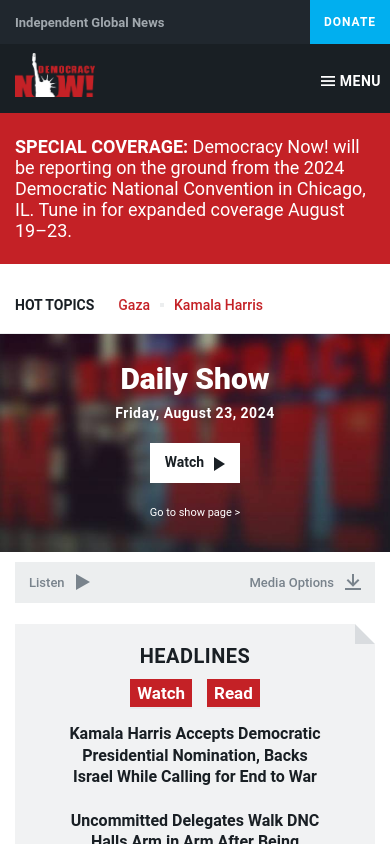 Independent Global News
DONATE
DEMOCRACY
NOW!
MENU
SPECIAL COVERAGE: Democracy Now! will
be reporting on the ground from the 2024
Democratic National Convention in Chicago,
IL. Tune in for expanded coverage August
19–23.
HOT TOPICS
Gaza
Kamala Harris
Daily Show
Friday, August 23, 2024
Watch
Go to show page >
Listen
Media Options
HEADLINES
Watch
Read
Kamala Harris Accepts Democratic
Presidential Nomination, Backs
Israel While Calling for End to War
Uncommitted Delegates Walk DNC
Halls Arm in Arm After Being